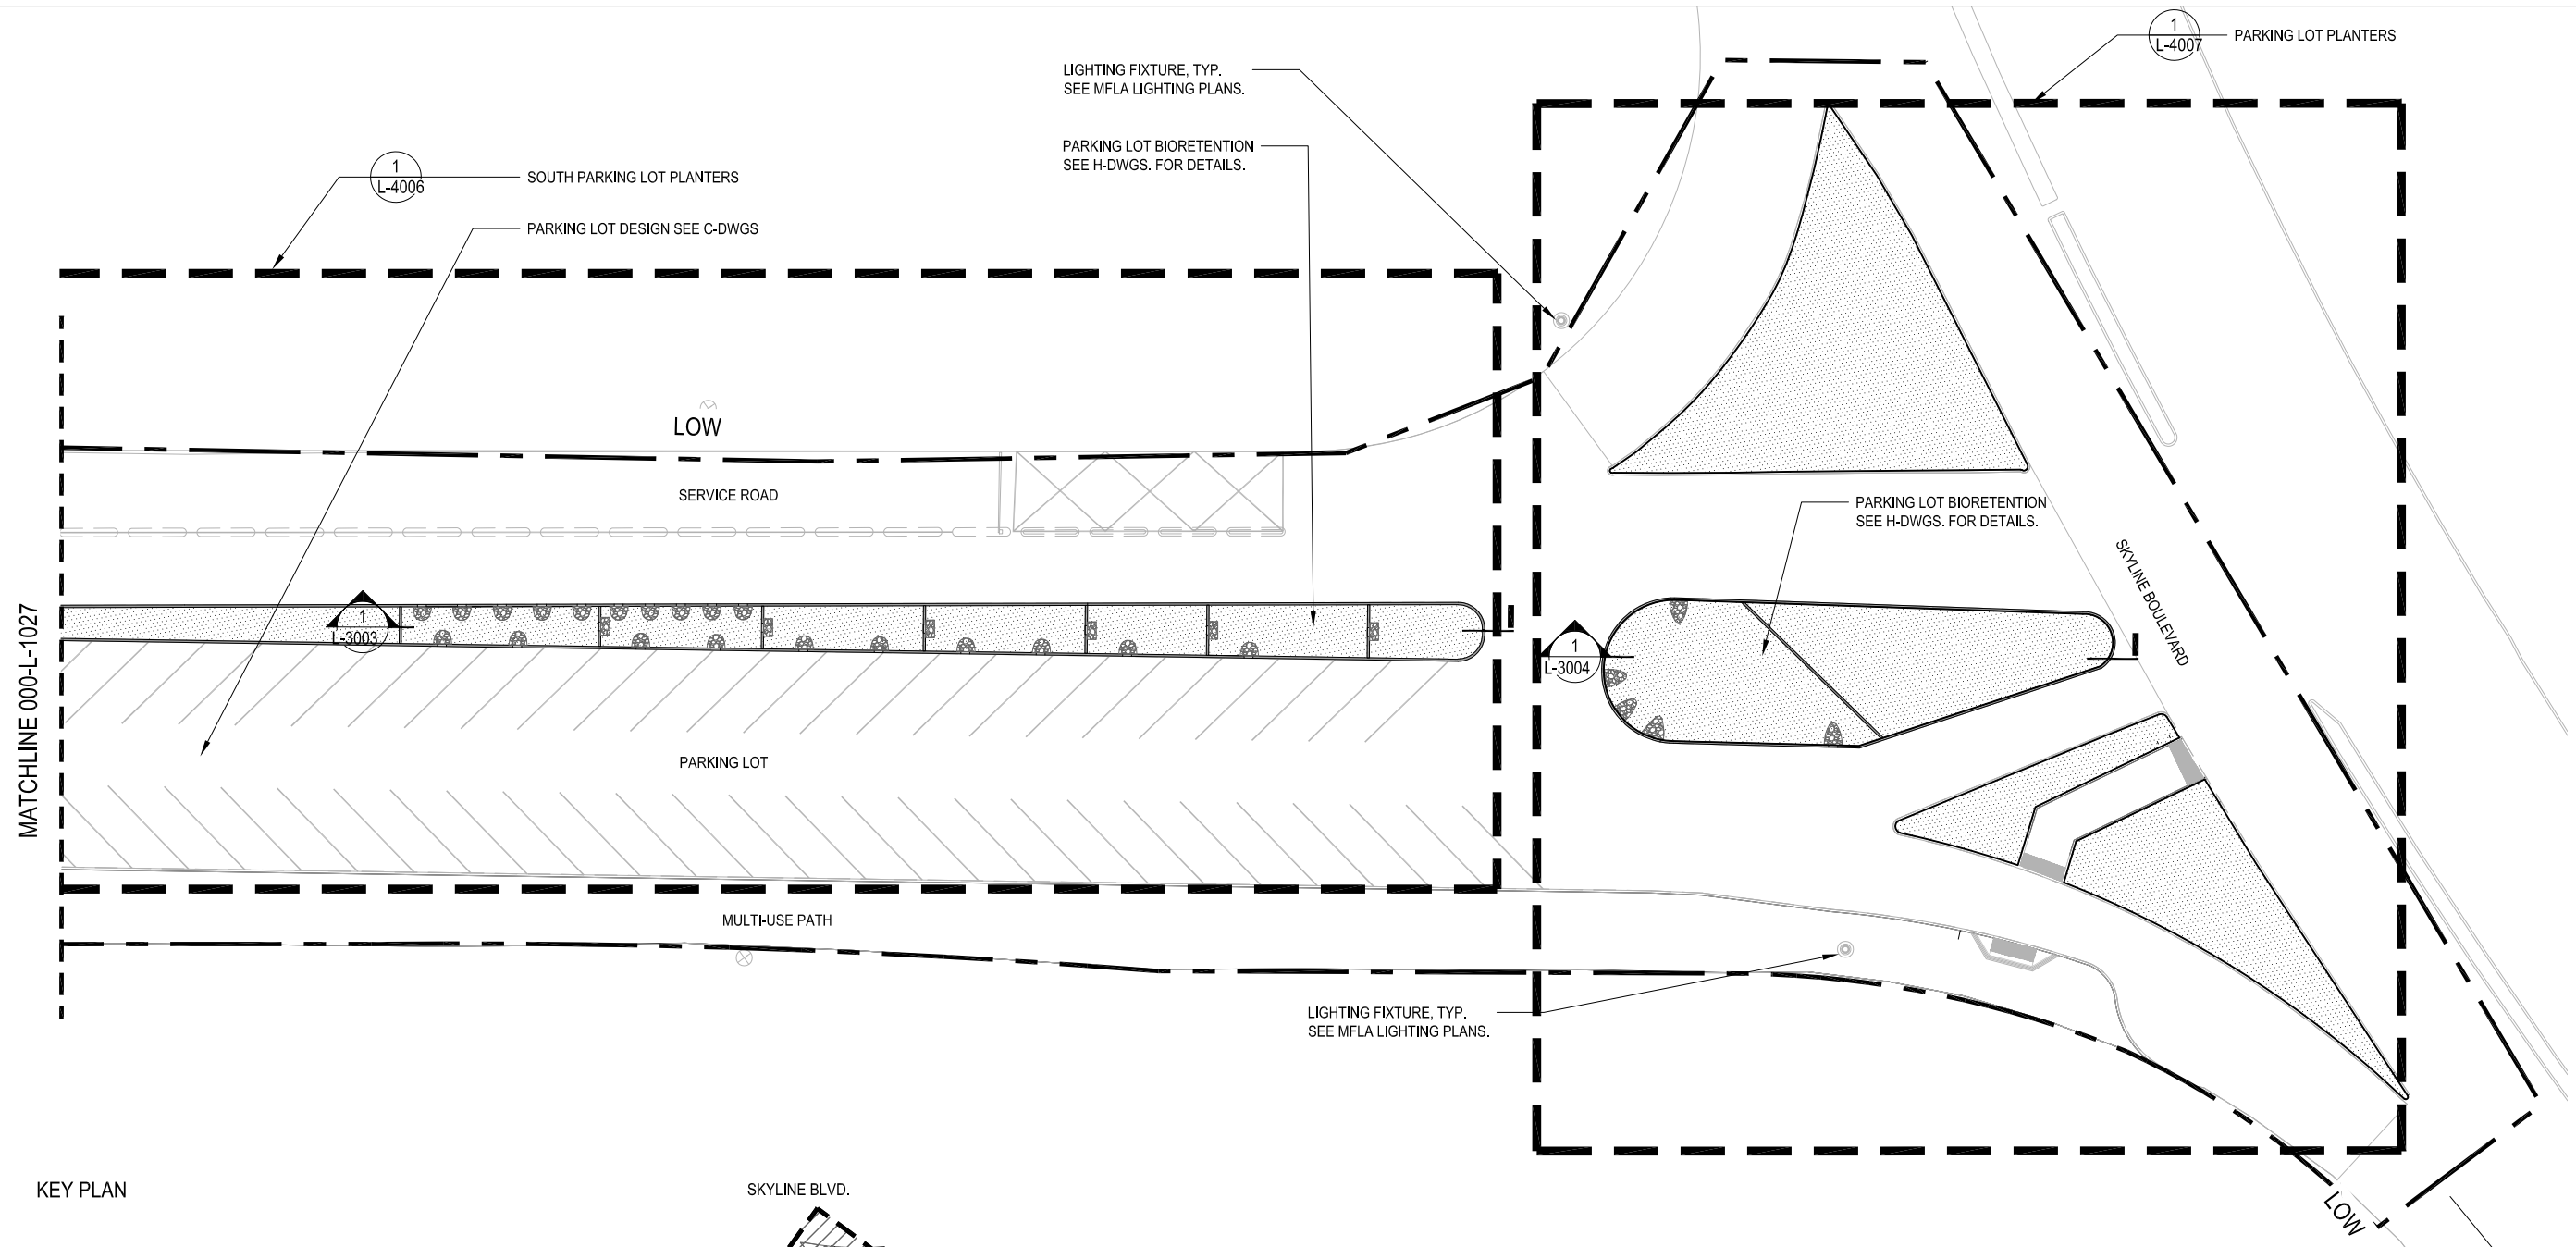 1
L-4007
PARKING LOT PLANTERS
LIGHTING FIXTURE, TYP.
SEE MFLA LIGHTING PLANS.
PARKING LOT BIORETENTION
SEE H-DWGS. FOR DETAILS.
1
L-4006
SOUTH PARKING LOT PLANTERS
PARKING LOT DESIGN SEE C-DWGS
LOW
SERVICE ROAD
PARKING LOT BIORETENTION
SEE H-DWGS. FOR DETAILS.
SKYLINE BOULEVARD
1
L-3003
1
L-3004
MATCHLINE 000-L-1027
PARKING LOT
MULTI-USE PATH
LIGHTING FIXTURE, TYP.
SEE MFLA LIGHTING PLANS.
KEY PLAN
SKYLINE BLVD.
LOW